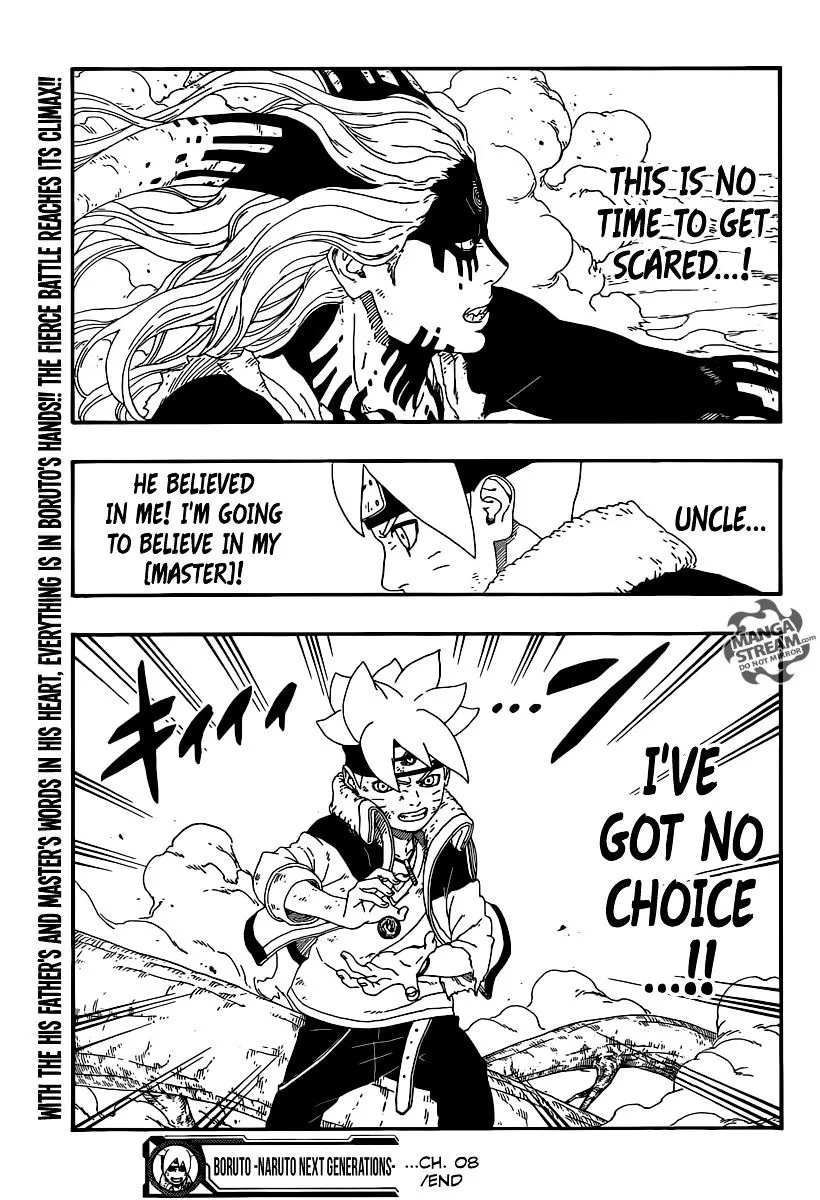 WITH THE HIS FATHER'S AND MASTER'S WORDS IN HIS HEART, EVERYTHING IS IN BORUTO'S HANDS!! THE FIERCE BATTLE REACHES ITS CLIMAX!!
THIS IS NO
TIME TO GET
SCARED...!
HE BELIEVED
IN ME! I'M GOING
TO BELIEVE IN MY
[MASTER]!
UNCLE...
MANGA
STREAM.com
DO NOT MIRROR
キィィィ
...ン
I'VE
GOT NO
CHOICE
...!!
BORUTO -NARUTO NEXT GENERATIONS-
...CH. 08
/END